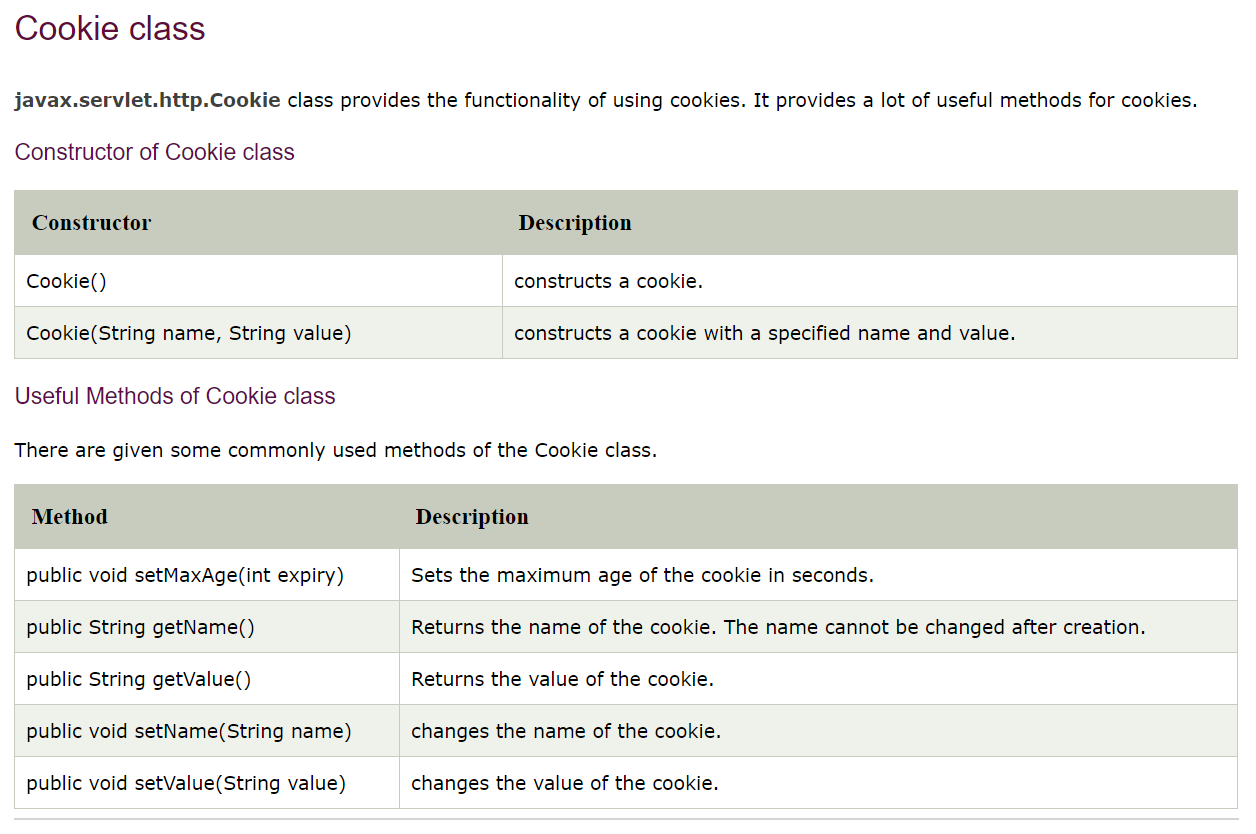 Cookie class
javax.servlet.http.Cookie class provides the functionality of using cookies. It provides a lot of useful methods for cookies.
Constructor of Cookie class
Constructor Description
Cookie() constructs a cookie.
Cookie(String name, String value) constructs a cookie with a specified name and value.
Useful Methods of Cookie class
There are given some commonly used methods of the Cookie class.
Method Description
public void setMaxAge(int expiry) Sets the maximum age of the cookie in seconds.
public String getName() Returns the name of the cookie. The name cannot be changed after creation.
public String getValue() Returns the value of the cookie.
public void setName(String name) changes the name of the cookie.
public void setValue(String value) changes the value of the cookie.